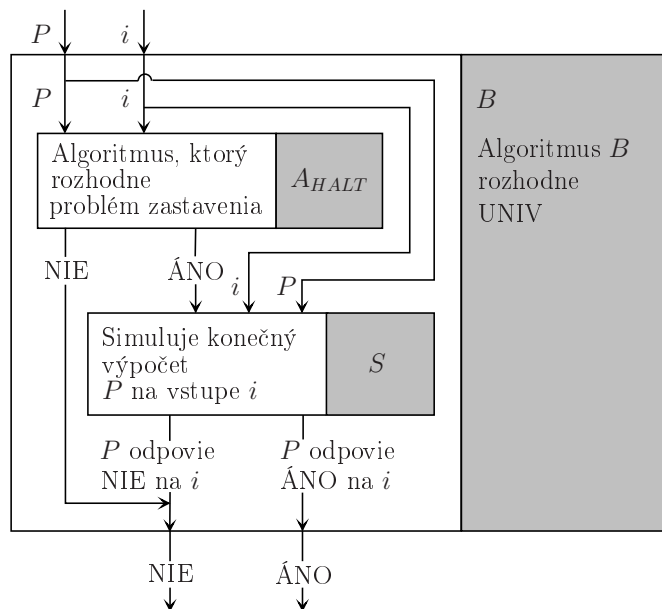 P
i
P
i
B
Algoritmus B
rozhodne
UNIV
Algoritmus, ktorý
rozhodne
problém zastavenia
A_HALT
NIE
ÁNO
i
P
Simuluje konečný
výpočet
P na vstupe i
S
P odpovie
NIE na i
P odpovie
ÁNO na i
NIE
ÁNO